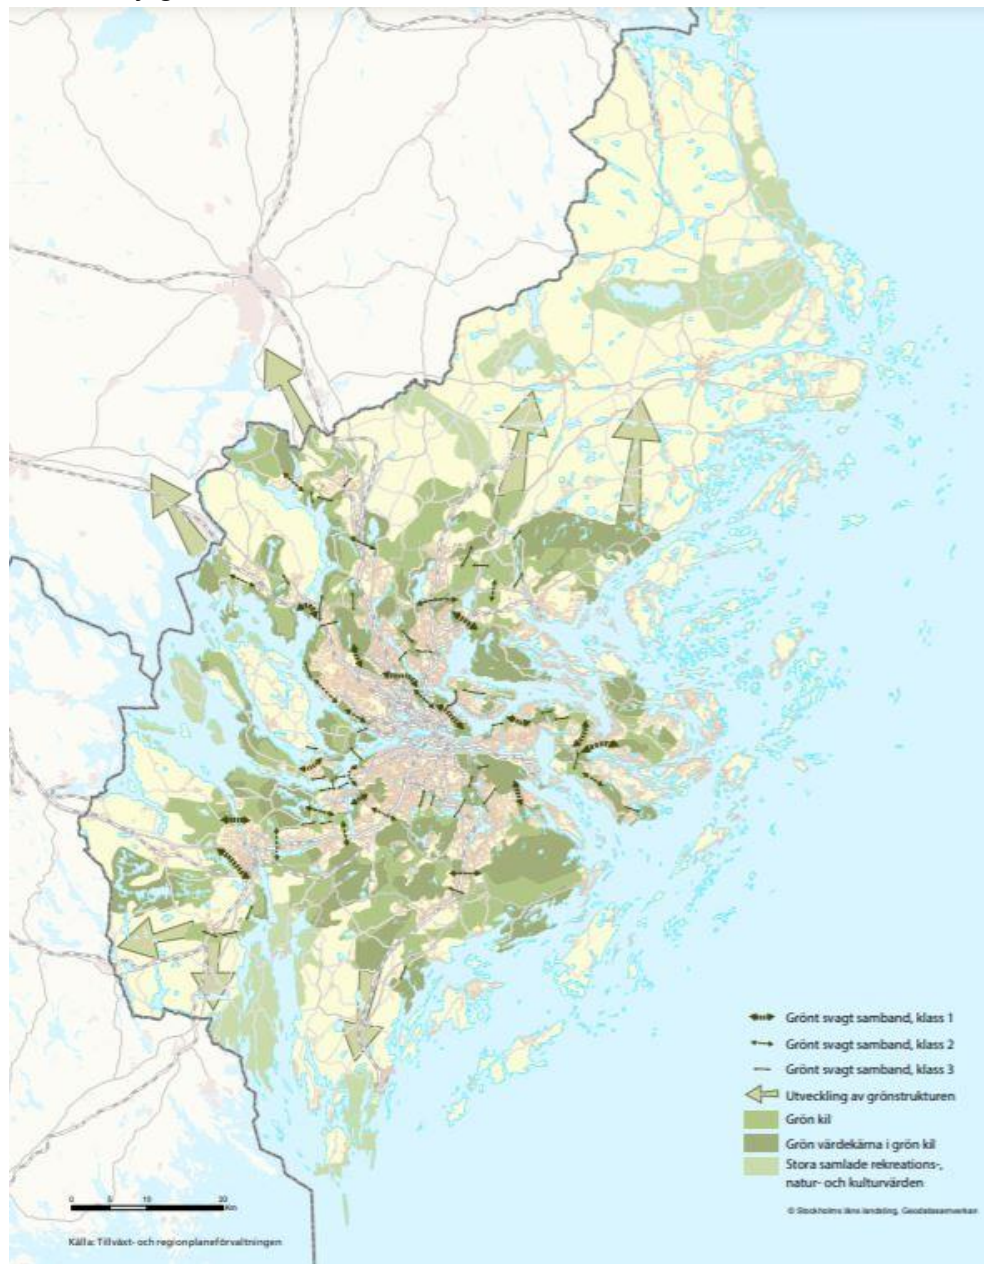 Grönt svagt samband, klass 1
Grönt svagt samband, klass 2
Grönt svagt samband, klass 3
Utveckling av grönstrukturen
Grön kil
Grön värdekärna i grön kil
Stora samlade rekreations-,
natur- och kulturvärden
© Stockholms läns landsting, Geodatasamverkan
0 5 10 20
Km
Källa: Tillväxt- och regionplaneförvaltningen